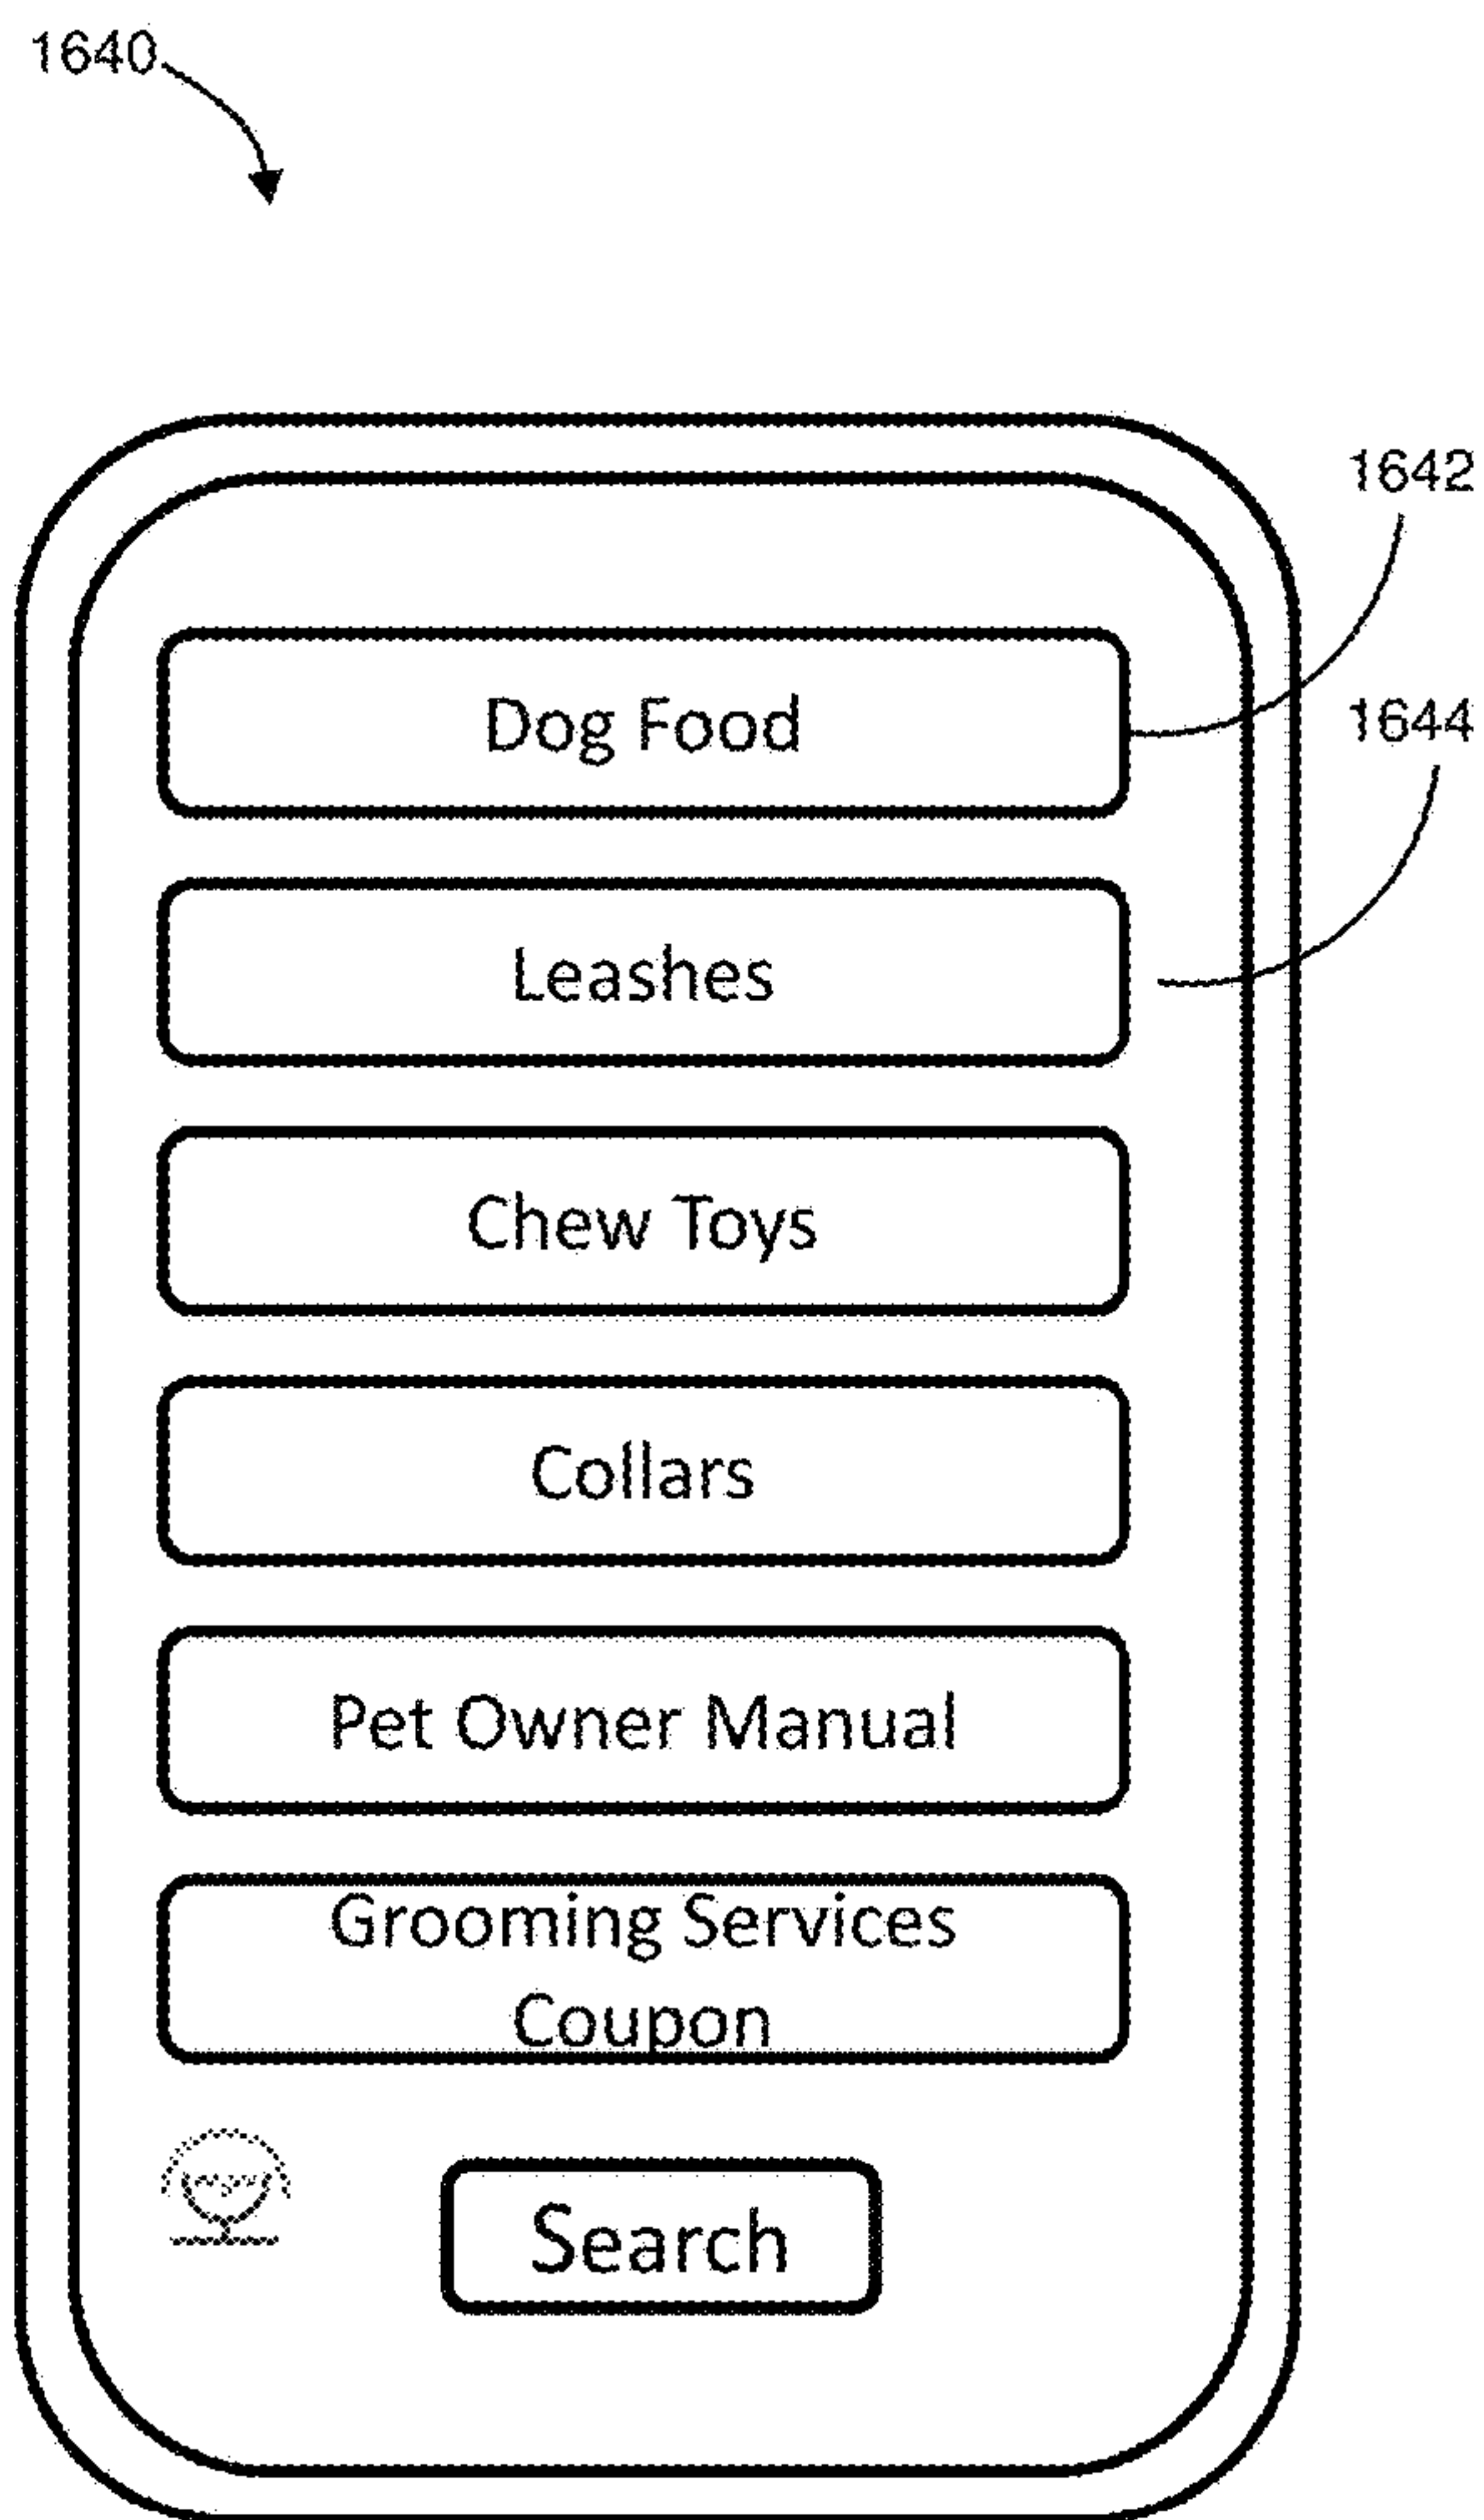 1640
1642
Dog Food
1644
Leashes
Chew Toys
Collars
Pet Owner Manual
Grooming Services
Coupon
Search